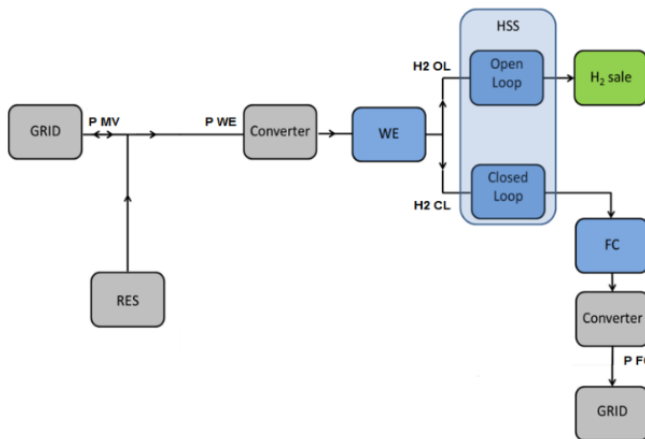 HSS
H2 OL
Open
Loop
H₂ sale
GRID
P MV
P WE
Converter
WE
Closed
Loop
H2 CL
FC
RES
Converter
P F
GRID